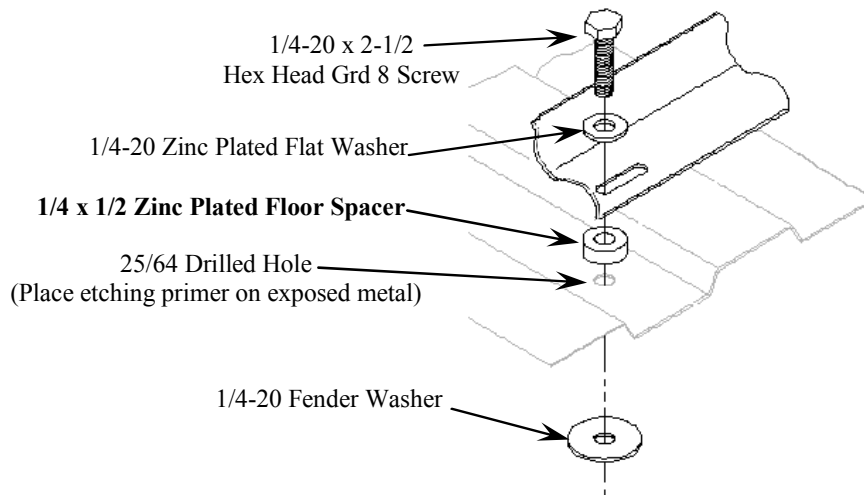 1/4-20 x 2-1/2
Hex Head Grd 8 Screw
1/4-20 Zinc Plated Flat Washer
1/4 x 1/2 Zinc Plated Floor Spacer
25/64 Drilled Hole
(Place etching primer on exposed metal)
1/4-20 Fender Washer